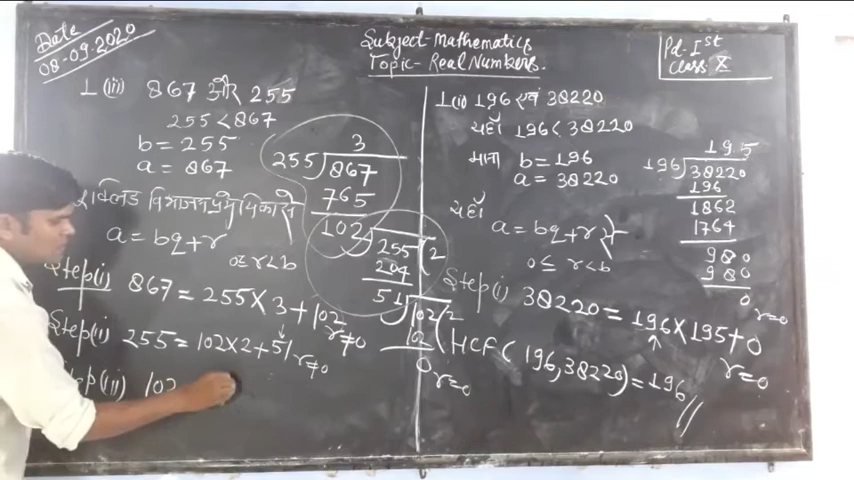 Date
08-09-2020
Subject-Mathematics
Topic-Real Numbers.
Pd-Ist
Class X
1 (iii) 867 और 255
255 < 867
b = 255
a = 867
विभाजन
a = bq + r
0 ≤ r < b
Step(i) 867 = 255 × 3 + 102
r ≠ 0
Step(ii) 255 = 102 × 2 + 51
r ≠ 0
Step(iii) 102
3
255) 867
765
102) 255 (2
204
51) 102 (2
102
0
r = 0
1 (ii) 196 एवं 38220
यहाँ 196 < 38220
माना b = 196
a = 38220
यहाँ
a = bq + r
0 ≤ r < b
Step(i) 38220 = 196 × 195 + 0
r = 0
HCF (196, 38220) = 196 //
195
196) 38220
196
1862
1764
980
980
0
r = 0